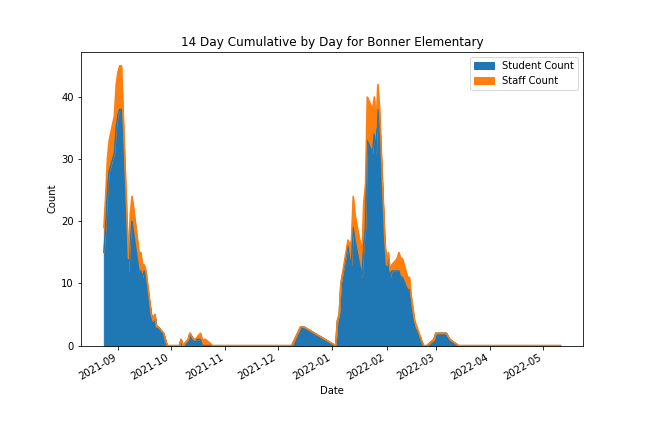 14 Day Cumulative by Day for Bonner Elementary
Student Count
Staff Count
Count
40
30
20
10
0
2021-09
2021-10
2021-11
2021-12
2022-01
2022-02
2022-03
2022-04
2022-05
Date